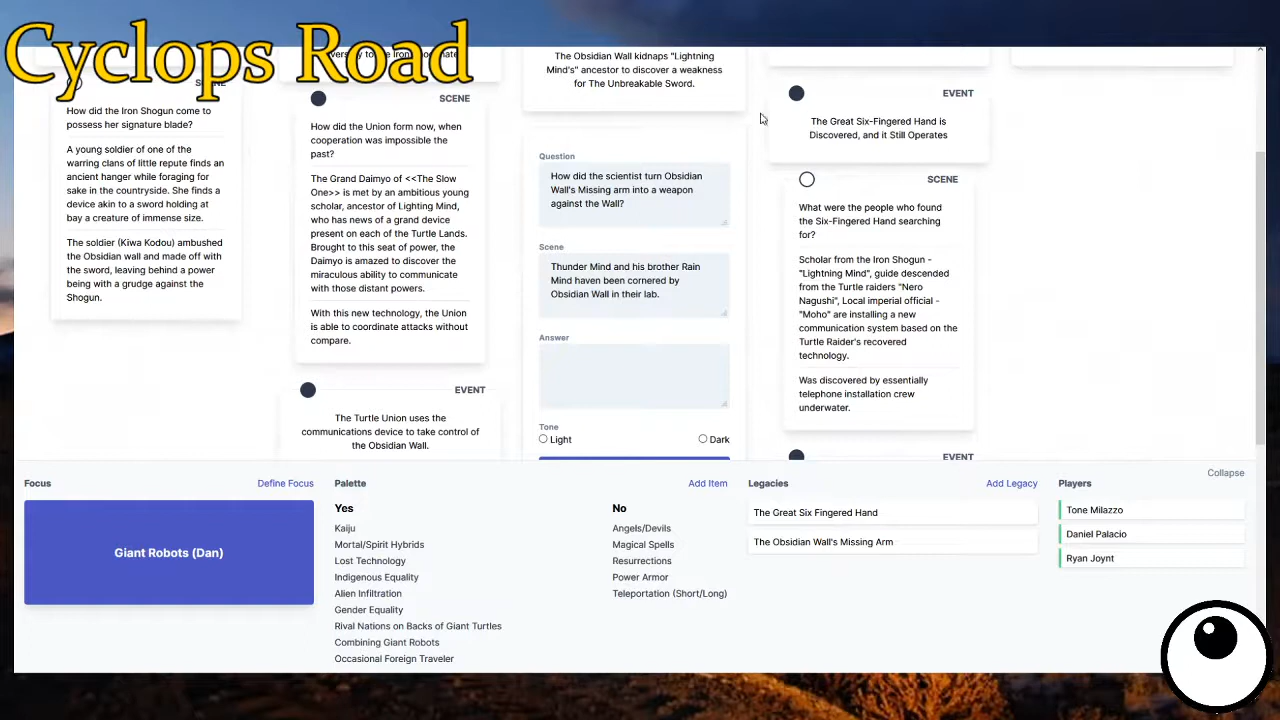 Cyclops Road
SCENE
How did the Iron Shogun come to
possess her signature blade?
A young soldier of one of the
warring clans of little repute finds an
ancient hanger while foraging for
sake in the countryside. She finds a
device akin to a sword holding at
bay a creature of immense size.
The soldier (Kiwa Kodou) ambushed
the Obsidian wall and made off with
the sword, leaving behind a power
being with a grudge against the
Shogun.
SCENE
How did the Union form now, when
cooperation was impossible the
past?
The Grand Daimyo of <<The Slow
One>> is met by an ambitious young
scholar, ancestor of Lighting Mind,
who has news of a grand device
present on each of the Turtle Lands.
Brought to this seat of power, the
Daimyo is amazed to discover the
miraculous ability to communicate
with those distant powers.
With this new technology, the Union
is able to coordinate attacks without
compare.
EVENT
The Turtle Union uses the
communications device to take control of
the Obsidian Wall.
The Obsidian Wall kidnaps "Lightning
Mind's" ancestor to discover a weakness
for The Unbreakable Sword.
Question
How did the scientist turn Obsidian
Wall's Missing arm into a weapon
against the Wall?
Scene
Thunder Mind and his brother Rain
Mind haven been cornered by
Obsidian Wall in their lab.
Answer
Tone
Light
Dark
EVENT
The Great Six-Fingered Hand is
Discovered, and it Still Operates
SCENE
What were the people who found
the Six-Fingered Hand searching
for?
Scholar from the Iron Shogun -
"Lightning Mind", guide descended
from the Turtle raiders "Nero
Nagushi", Local imperial official -
"Moho" are installing a new
communication system based on the
Turtle Raider's recovered
technology.
Was discovered by essentially
telephone installation crew
underwater.
EVENT
Collapse
Focus
Define Focus
Giant Robots (Dan)
Palette
Add Item
Yes
Kaiju
Mortal/Spirit Hybrids
Lost Technology
Indigenous Equality
Alien Infiltration
Gender Equality
Rival Nations on Backs of Giant Turtles
Combining Giant Robots
Occasional Foreign Traveler
No
Angels/Devils
Magical Spells
Resurrections
Power Armor
Teleportation (Short/Long)
Legacies
Add Legacy
The Great Six Fingered Hand
The Obsidian Wall's Missing Arm
Players
Tone Milazzo
Daniel Palacio
Ryan Joynt